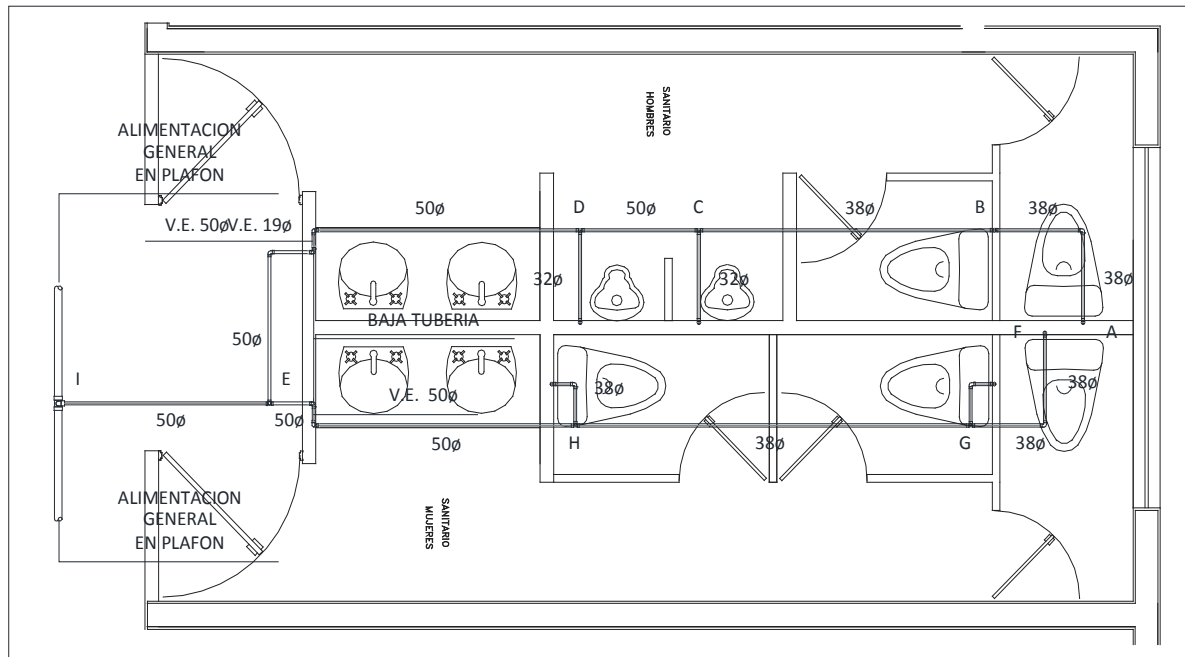 SANITARIO
HOMBRES
ALIMENTACION
GENERAL
EN PLAFON
50ø
D
50ø
C
38ø
B
38ø
V.E. 50ø
V.E. 19ø
32ø
32ø
38ø
BAJA TUBERIA
50ø
F
A
I
E
38ø
38ø
V.E. 50ø
50ø
50ø
50ø
H
38ø
G
38ø
ALIMENTACION
GENERAL
EN PLAFON
SANITARIO
MUJERES